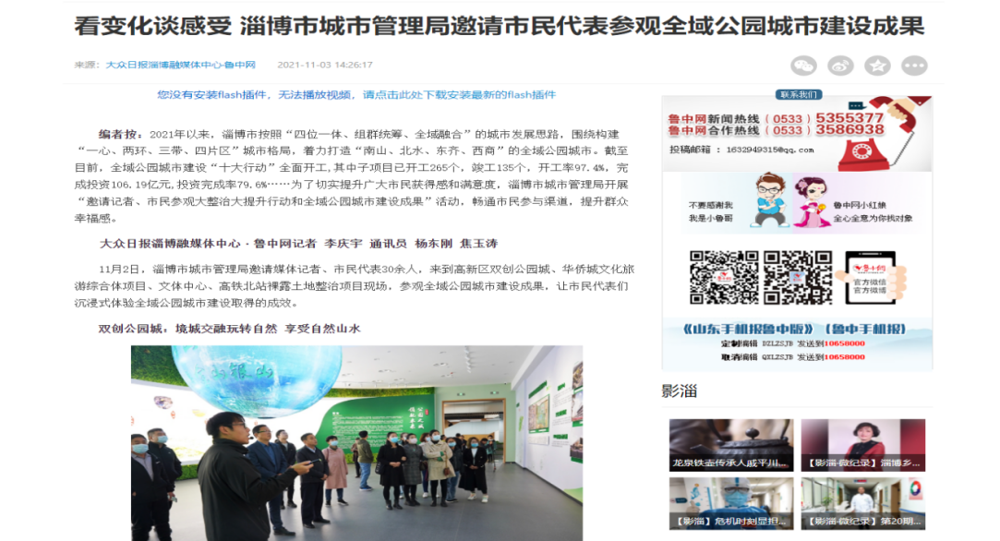 看变化谈感受 淄博市城市管理局邀请市民代表参观全域公园城市建设成果
来源：大众日报淄博融媒体中心·鲁中网 2021-11-03 14:26:17
您没有安装flash插件，无法播放视频，请点击此处下载安装最新的flash插件
编者按：2021年以来，淄博市按照“四位一体、组群统筹、全域融合”的城市发展思路，围绕构建
“一心、两环、三带、四片区”城市格局，着力打造“南山、北水、东齐、西商”的全域公园城市。截至
目前，全域公园城市建设“十大行动”全面开工,其中子项目已开工265个，竣工135个，开工率97.4%，完
成投资106.19亿元,投资完成率79.6%……为了切实提升广大市民获得感和满意度，淄博市城市管理局开展
“邀请记者、市民参观大整治大提升行动和全域公园城市建设成果”活动，畅通市民参与渠道，提升群众
幸福感。
大众日报淄博融媒体中心·鲁中网记者 李庆宇 通讯员 杨东刚 焦玉涛
11月2日，淄博市城市管理局邀请媒体记者、市民代表30余人，来到高新区双创公园城、华侨城文化旅
游综合体项目、文体中心、高铁北站裸露土地整治项目现场，参观全域公园城市建设成果，让市民代表们
沉浸式体验全域公园城市建设取得的成效。
双创公园城：境城交融玩转自然 享受自然山水
联系我们
鲁中网新闻热线（0533）5355377
鲁中网合作热线（0533）3586938
投稿邮箱：1632949315@qq.com
不要感谢我
我是小鲁哥
鲁中网小红娘
全心全意为你找对象
官方微信
官方微博
《山东手机报鲁中版》（鲁中手机报）
定制编辑 DZLZSJB 发送到10658000
取消编辑 QXLZSJB 发送到10658000
影淄
龙泉铁壶传承人戚平川...
【影淄·微纪录】淄博乡...
【影淄】危机时刻显担...
【影淄·微纪录】第20期...